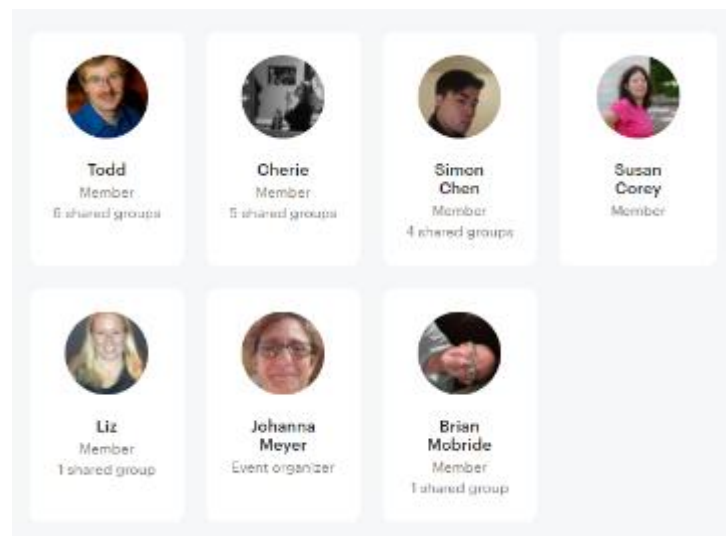 Todd
Member
6 shared groups
Cherie
Member
5 shared groups
Simon
Chen
Member
4 shared groups
Susan
Corey
Member
Liz
Member
1 shared group
Johanna
Meyer
Event organizer
Brian
Mcbride
Member
1 shared group